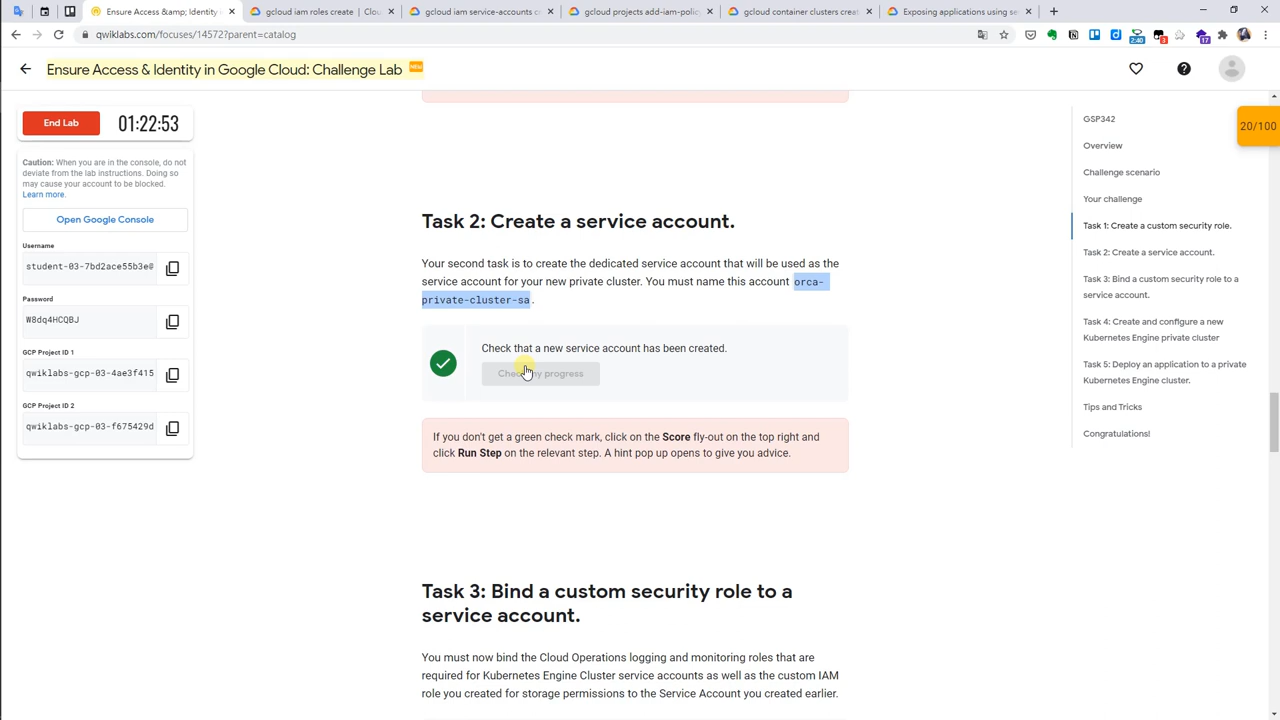 Ensure Access &amp; Identity
gcloud iam roles create | Clou
gcloud iam service-accounts cr
gcloud projects add-iam-policy
gcloud container clusters creat
Exposing applications using se
qwiklabs.com/focuses/14572?parent=catalog
2:40
3
17
Ensure Access & Identity in Google Cloud: Challenge Lab
NEW
End Lab
01:22:53
Caution: When you are in the console, do not
deviate from the lab instructions. Doing so
may cause your account to be blocked.
Learn more.
Open Google Console
Username
student-03-7bd2ace55b3e@
Password
W8dq4HCQBJ
GCP Project ID 1
qwiklabs-gcp-03-4ae3f415
GCP Project ID 2
qwiklabs-gcp-03-f675429d
Task 2: Create a service account.
Your second task is to create the dedicated service account that will be used as the
service account for your new private cluster. You must name this account orca-
private-cluster-sa.
Check that a new service account has been created.
Check my progress
If you don't get a green check mark, click on the Score fly-out on the top right and
click Run Step on the relevant step. A hint pop up opens to give you advice.
Task 3: Bind a custom security role to a
service account.
You must now bind the Cloud Operations logging and monitoring roles that are
required for Kubernetes Engine Cluster service accounts as well as the custom IAM
role you created for storage permissions to the Service Account you created earlier.
GSP342
Overview
Challenge scenario
Your challenge
Task 1: Create a custom security role.
Task 2: Create a service account.
Task 3: Bind a custom security role to a
service account.
Task 4: Create and configure a new
Kubernetes Engine private cluster
Task 5: Deploy an application to a private
Kubernetes Engine cluster.
Tips and Tricks
Congratulations!
20/100